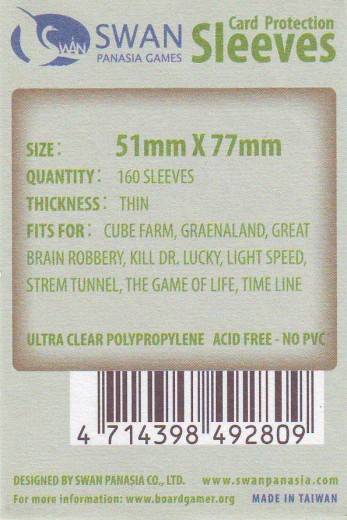 SWAN
SWAN
PANASIA GAMES
Card Protection
Sleeves
SIZE: 51mm X 77mm
QUANTITY: 160 SLEEVES
THICKNESS: THIN
FITS FOR: CUBE FARM, GRAENALAND, GREAT
BRAIN ROBBERY, KILL DR. LUCKY, LIGHT SPEED,
STREM TUNNEL, THE GAME OF LIFE, TIME LINE
ULTRA CLEAR POLYPROPYLENE ACID FREE - NO PVC
4 714398 492809
DESIGNED BY SWAN PANASIA CO., LTD. www.swanpanasia.com
For more information: www.boardgamer.org MADE IN TAIWAN